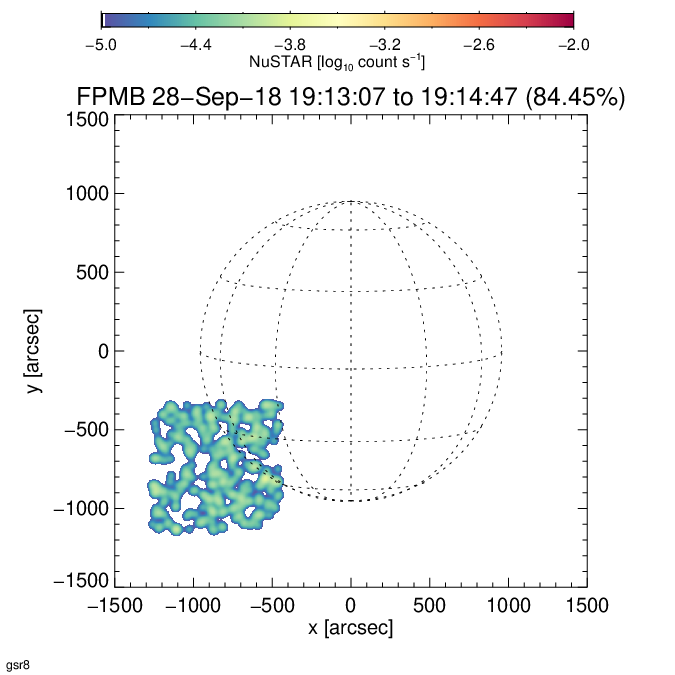 −5.0 −4.4 −3.8 −3.2 −2.6 −2.0
NuSTAR [log10 count s−1]
FPMB 28−Sep−18 19:13:07 to 19:14:47 (84.45%)
1500
1000
500
0
−500
−1000
−1500
y [arcsec]
−1500 −1000 −500 0 500 1000 1500
x [arcsec]
gsr8